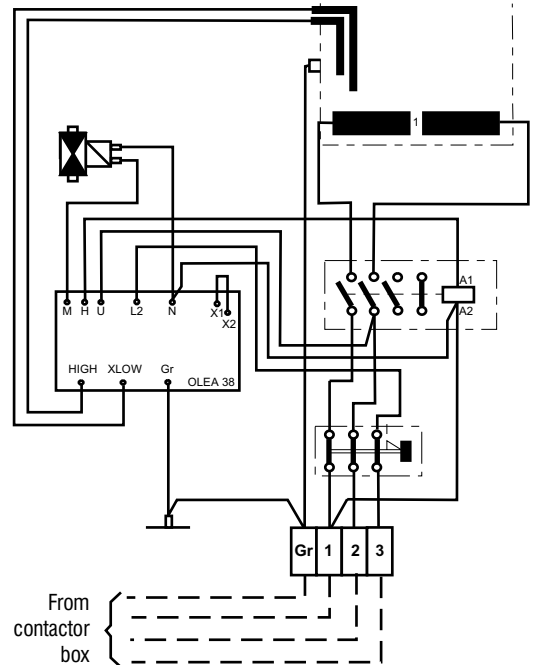 1
A1
A2
M H U L2 N X1
X2
HIGH XLOW Gr
OLEA 38
Gr 1 2 3
From
contactor
box